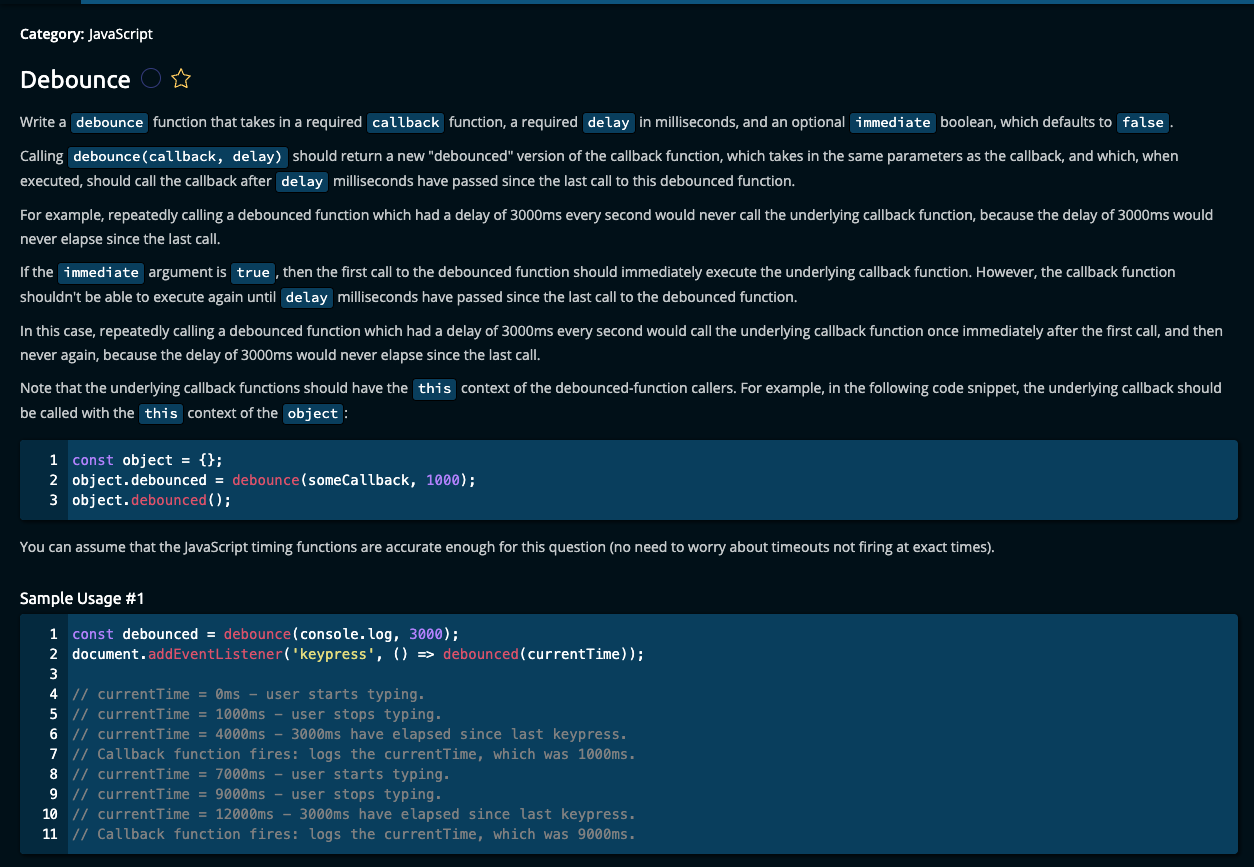 Category: JavaScript
Debounce
Write a debounce function that takes in a required callback function, a required delay in milliseconds, and an optional immediate boolean, which defaults to false.
Calling debounce(callback, delay) should return a new "debounced" version of the callback function, which takes in the same parameters as the callback, and which, when
executed, should call the callback after delay milliseconds have passed since the last call to this debounced function.
For example, repeatedly calling a debounced function which had a delay of 3000ms every second would never call the underlying callback function, because the delay of 3000ms would
never elapse since the last call.
If the immediate argument is true, then the first call to the debounced function should immediately execute the underlying callback function. However, the callback function
shouldn't be able to execute again until delay milliseconds have passed since the last call to the debounced function.
In this case, repeatedly calling a debounced function which had a delay of 3000ms every second would call the underlying callback function once immediately after the first call, and then
never again, because the delay of 3000ms would never elapse since the last call.
Note that the underlying callback functions should have the this context of the debounced-function callers. For example, in the following code snippet, the underlying callback should
be called with the this context of the object:
1 const object = {};
2 object.debounced = debounce(someCallback, 1000);
3 object.debounced();
You can assume that the JavaScript timing functions are accurate enough for this question (no need to worry about timeouts not firing at exact times).
Sample Usage #1
1 const debounced = debounce(console.log, 3000);
2 document.addEventListener('keypress', () => debounced(currentTime));
3
4 // currentTime = 0ms – user starts typing.
5 // currentTime = 1000ms – user stops typing.
6 // currentTime = 4000ms – 3000ms have elapsed since last keypress.
7 // Callback function fires: logs the currentTime, which was 1000ms.
8 // currentTime = 7000ms – user starts typing.
9 // currentTime = 9000ms – user stops typing.
10 // currentTime = 12000ms – 3000ms have elapsed since last keypress.
11 // Callback function fires: logs the currentTime, which was 9000ms.